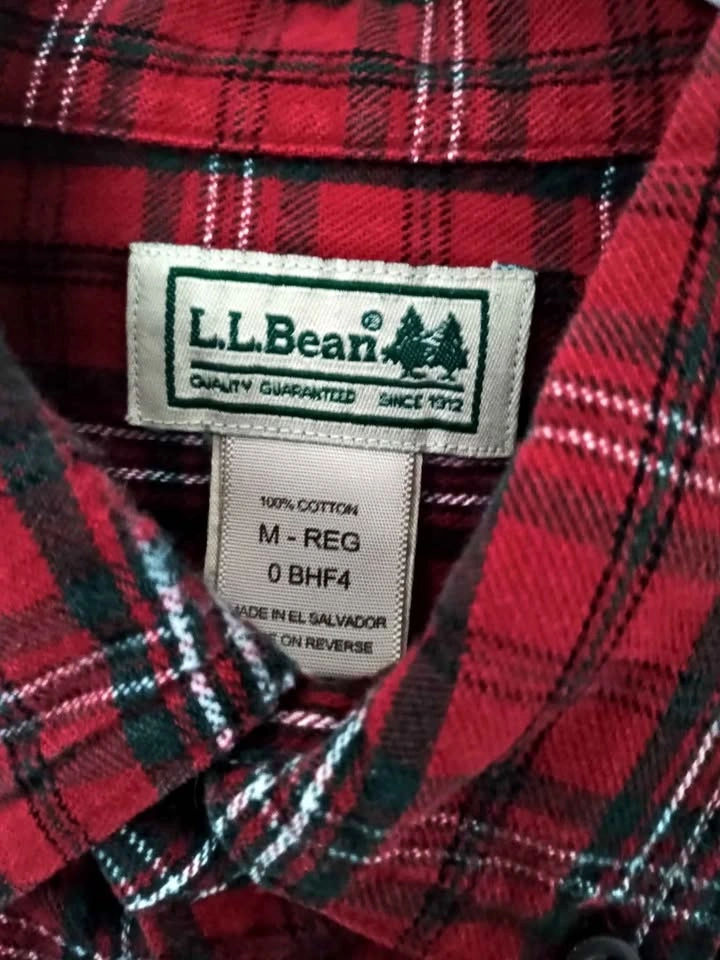 L.L.Bean®
QUALITY GUARANTEED SINCE 1912
100% COTTON
M - REG
0 BHF4
MADE IN EL SALVADOR
ON REVERSE